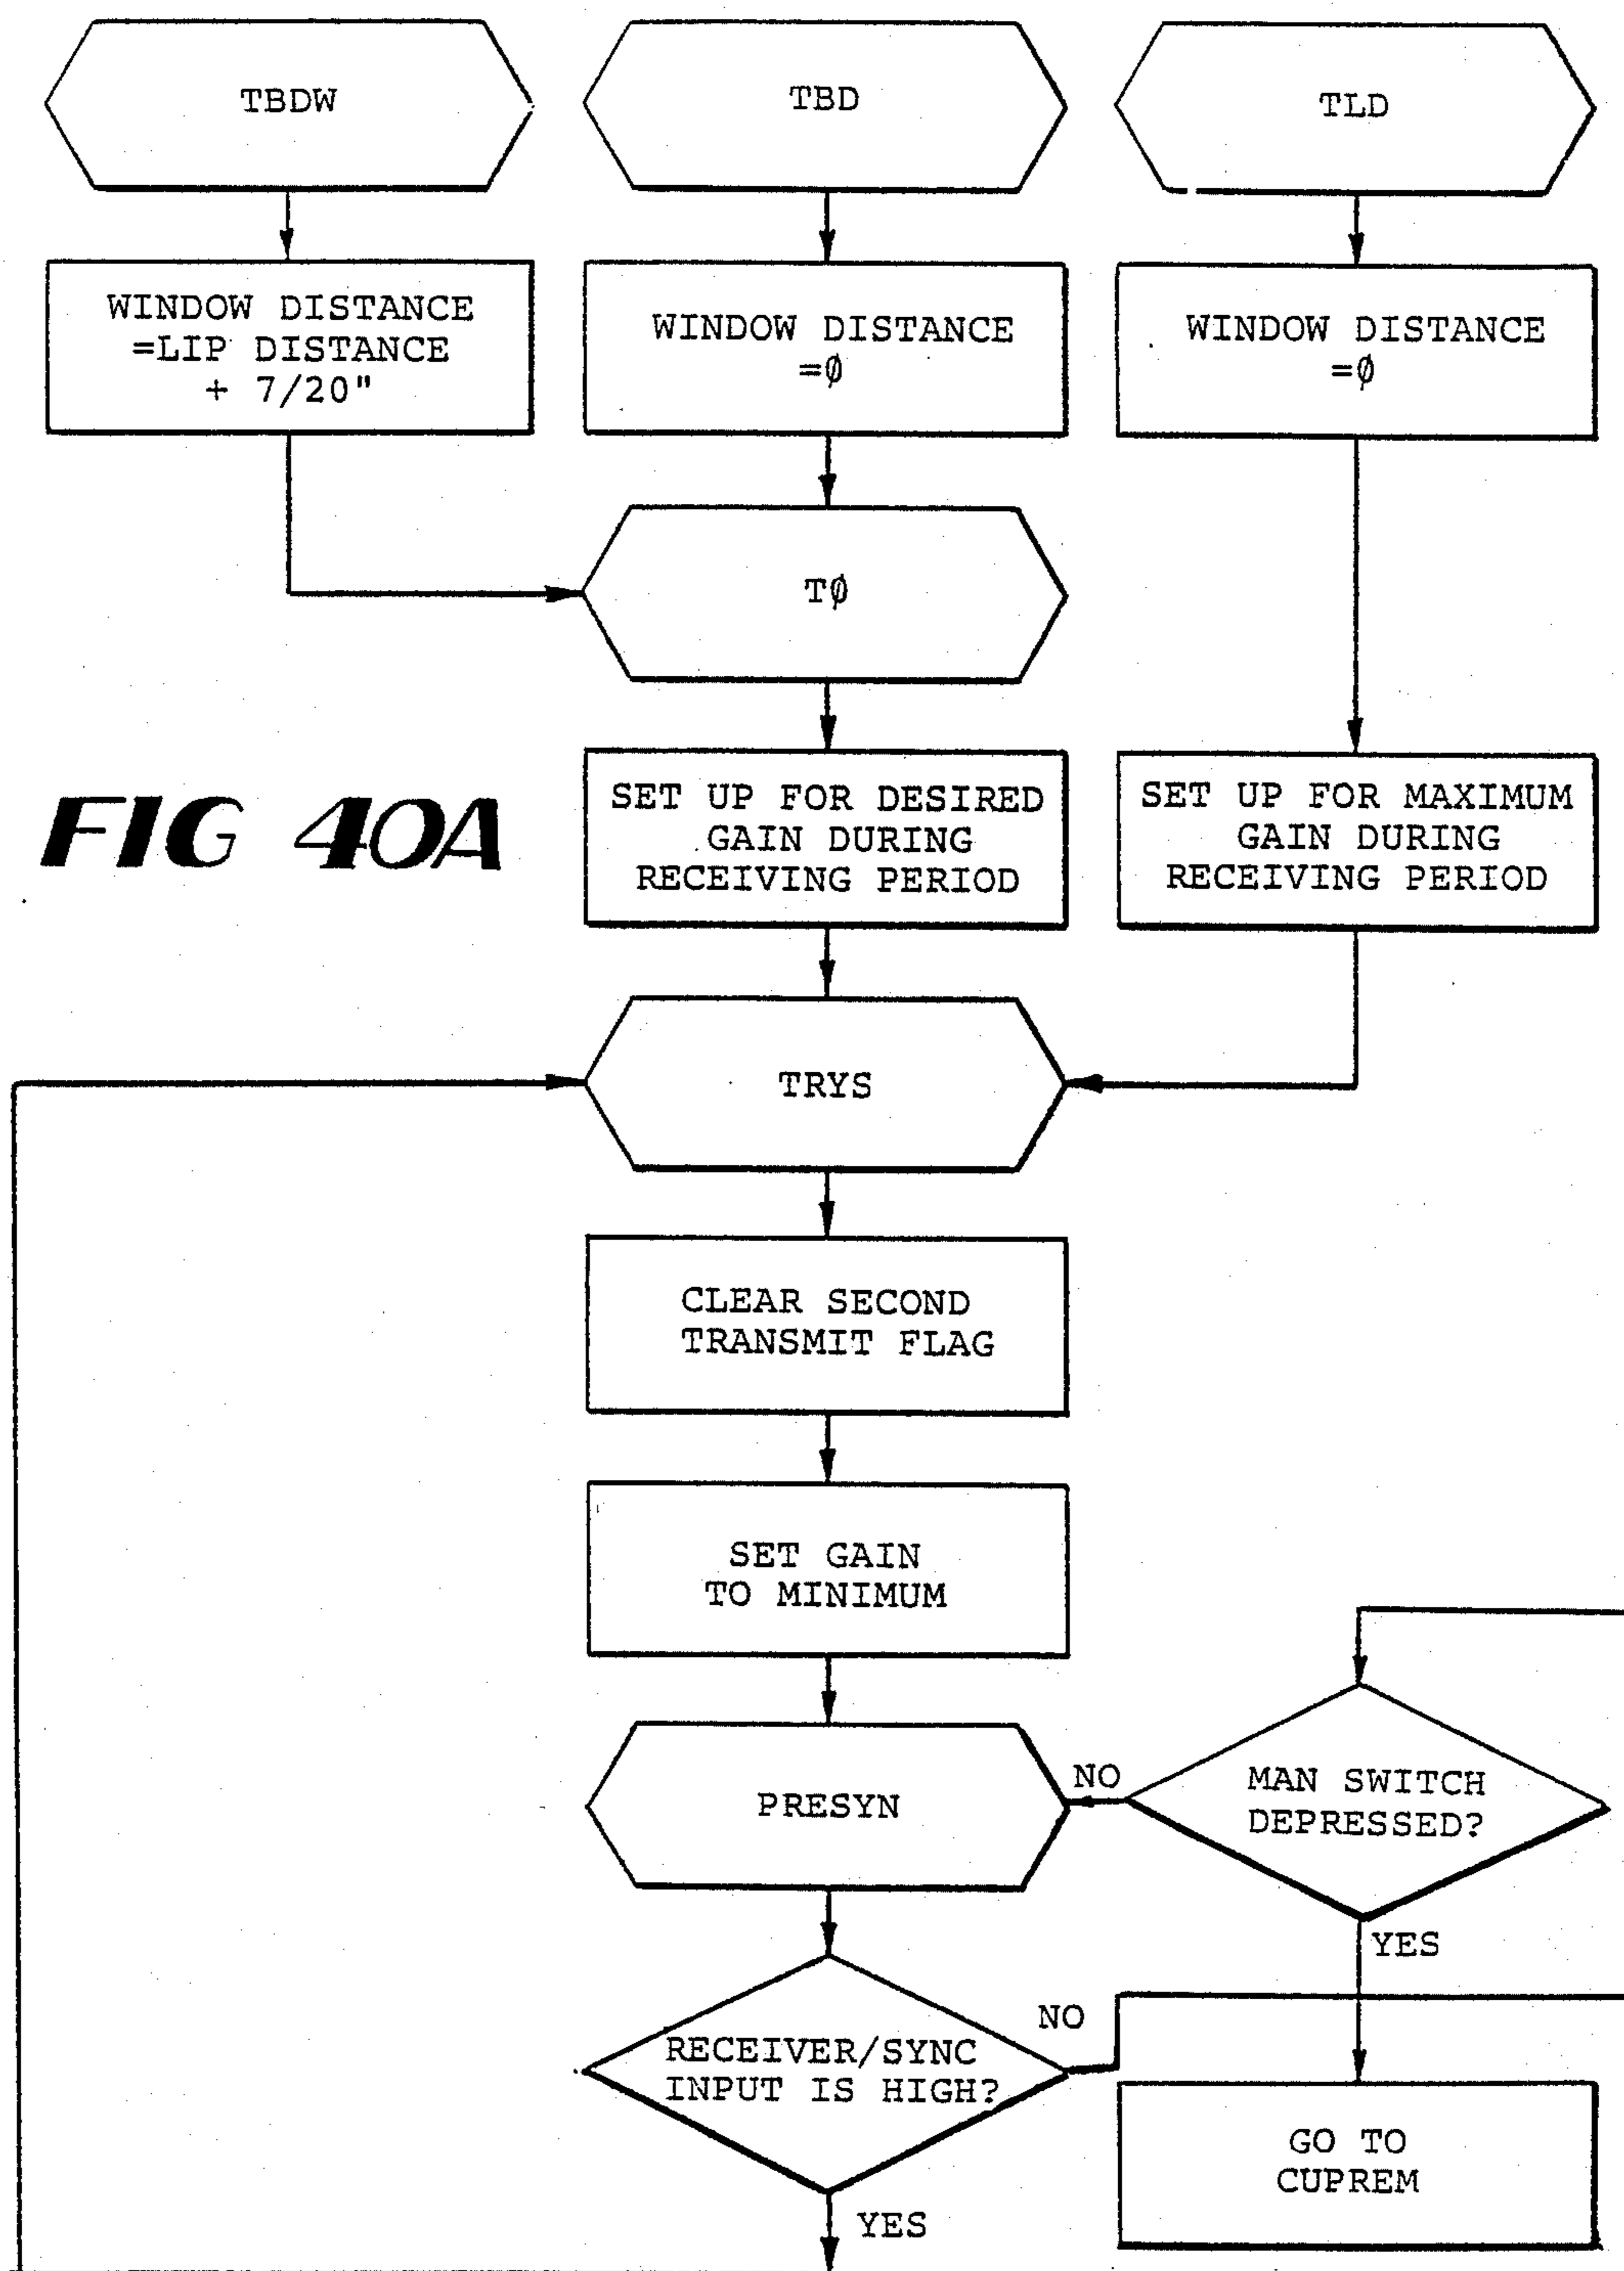 TBDW
TBD
TLD
WINDOW DISTANCE
=LIP DISTANCE
+ 7/20"
WINDOW DISTANCE
=Ø
WINDOW DISTANCE
=Ø
TØ
FIG 40A
SET UP FOR DESIRED
GAIN DURING
RECEIVING PERIOD
SET UP FOR MAXIMUM
GAIN DURING
RECEIVING PERIOD
TRYS
CLEAR SECOND
TRANSMIT FLAG
SET GAIN
TO MINIMUM
PRESYN
NO
MAN SWITCH
DEPRESSED?
YES
RECEIVER/SYNC
INPUT IS HIGH?
NO
GO TO
CUPREM
YES